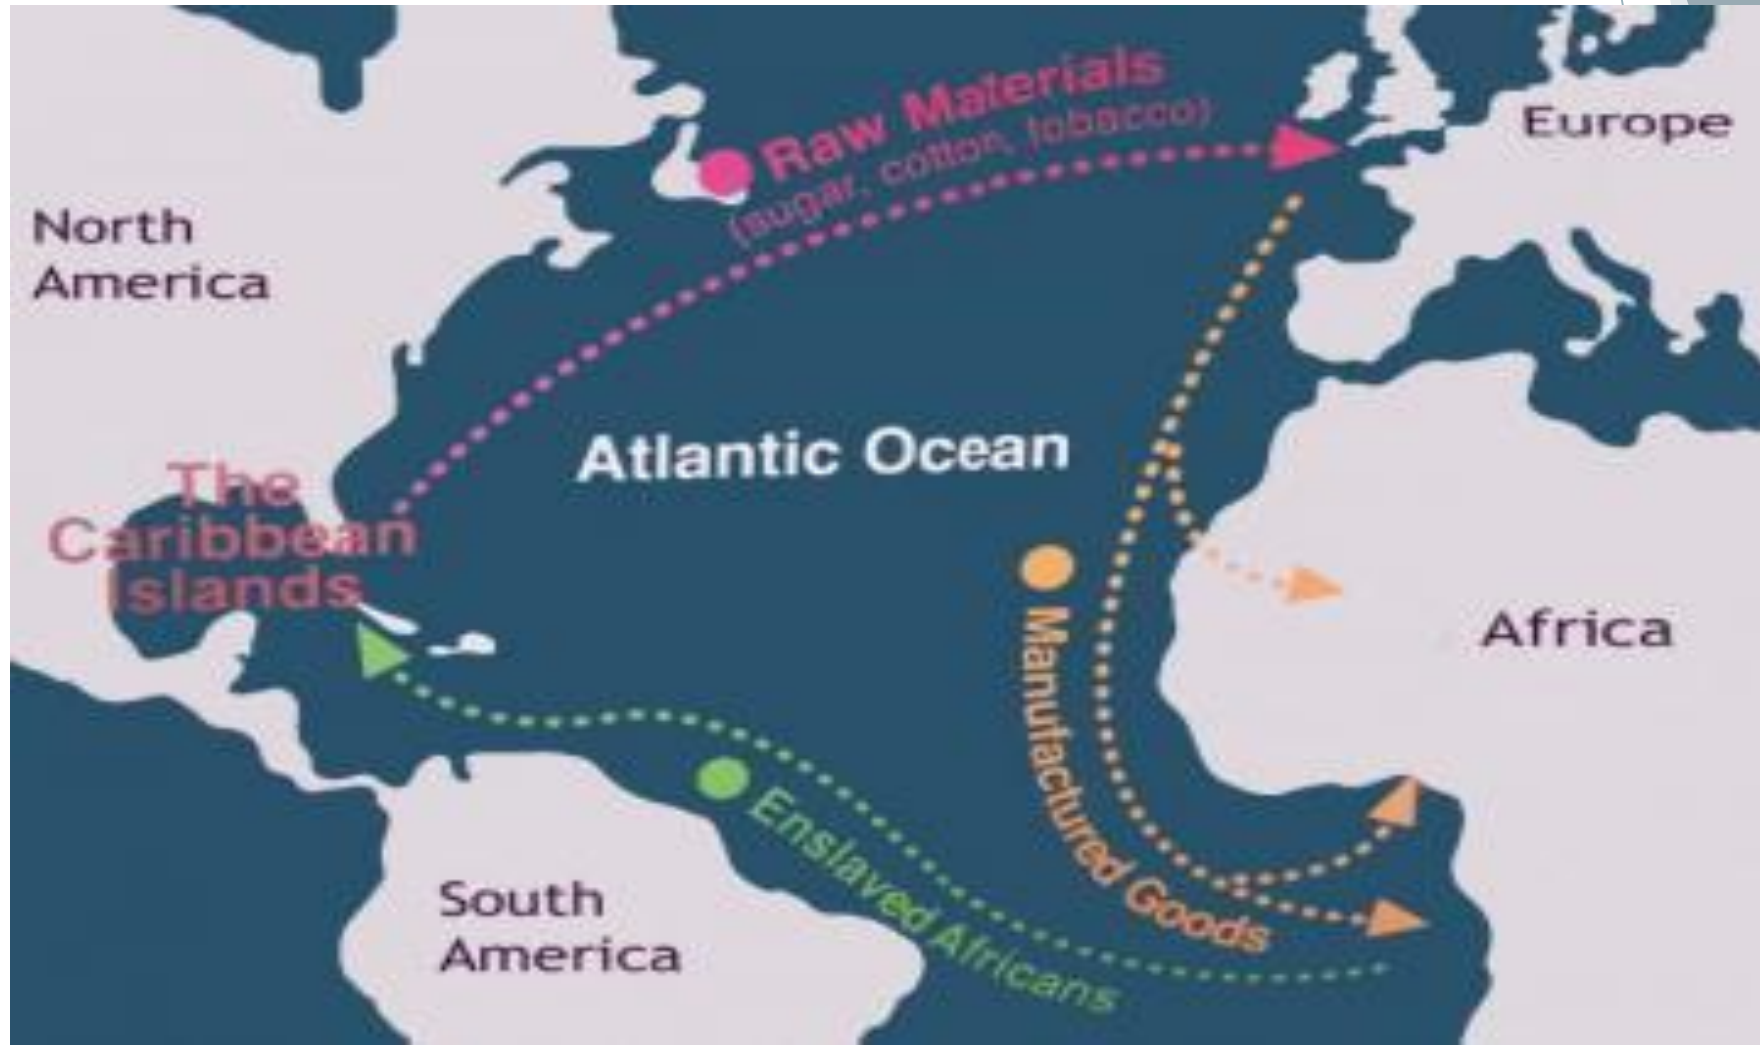 Raw Materials
(sugar, cotton, tobacco)
Europe
North
America
Atlantic Ocean
The
Caribbean
Islands
Manufactured Goods
Africa
Enslaved Africans
South
America